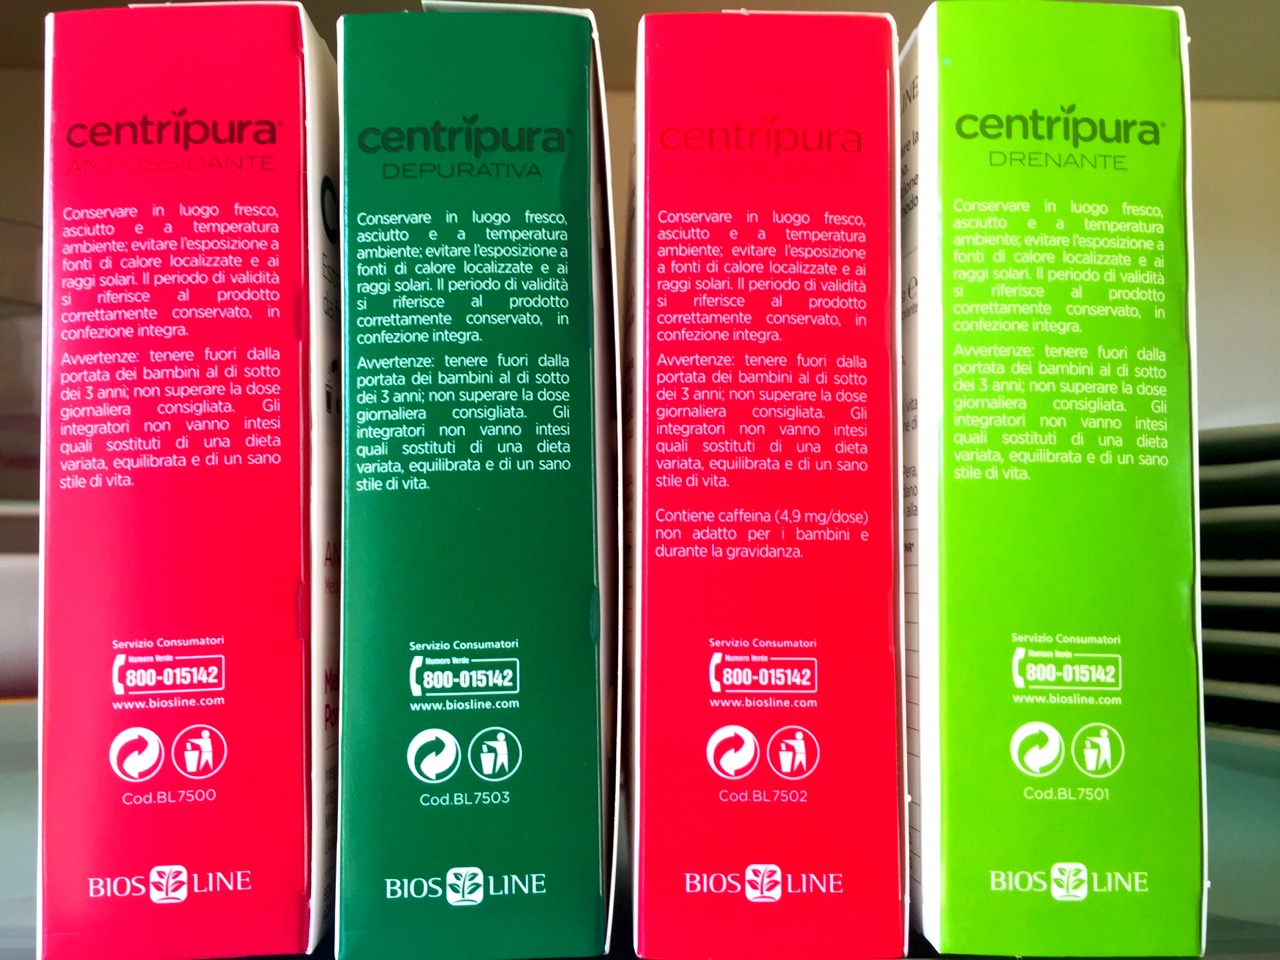 centripura®
ANTIOSSIDANTE
Conservare in luogo fresco,
asciutto e a temperatura
ambiente; evitare l'esposizione a
fonti di calore localizzate e ai
raggi solari. Il periodo di validità
si riferisce al prodotto
correttamente conservato, in
confezione integra.
Avvertenze: tenere fuori dalla
portata dei bambini al di sotto
dei 3 anni; non superare la dose
giornaliera consigliata. Gli
integratori non vanno intesi
quali sostituti di una dieta
variata, equilibrata e di un sano
stile di vita.
Servizio Consumatori
Numero Verde
800-015142
www.biosline.com
Cod.BL7500
BIOS LINE
centripura®
DEPURATIVA
Conservare in luogo fresco,
asciutto e a temperatura
ambiente; evitare l'esposizione a
fonti di calore localizzate e ai
raggi solari. Il periodo di validità
si riferisce al prodotto
correttamente conservato, in
confezione integra.
Avvertenze: tenere fuori dalla
portata dei bambini al di sotto
dei 3 anni; non superare la dose
giornaliera consigliata. Gli
integratori non vanno intesi
quali sostituti di una dieta
variata, equilibrata e di un sano
stile di vita.
Servizio Consumatori
Numero Verde
800-015142
www.biosline.com
Cod.BL7503
BIOS LINE
centripura®
Conservare in luogo fresco,
asciutto e a temperatura
ambiente; evitare l'esposizione
a fonti di calore localizzate e ai
raggi solari. Il periodo di validità
si riferisce al prodotto
correttamente conservato, in
confezione integra.
Avvertenze: tenere fuori dalla
portata dei bambini al di sotto
dei 3 anni; non superare la dose
giornaliera consigliata. Gli
integratori non vanno intesi
quali sostituti di una dieta
variata, equilibrata e di un sano
stile di vita.
Contiene caffeina (4,9 mg/dose)
non adatto per i bambini e
durante la gravidanza.
Servizio Consumatori
Numero Verde
800-015142
www.biosline.com
Cod.BL7502
BIOS LINE
centripura®
DRENANTE
Conservare in luogo fresco,
asciutto e a temperatura
ambiente; evitare l'esposizione a
fonti di calore localizzate e ai
raggi solari. Il periodo di validità
si riferisce al prodotto
correttamente conservato, in
confezione integra.
Avvertenze: tenere fuori dalla
portata dei bambini al di sotto
dei 3 anni; non superare la dose
giornaliera consigliata. Gli
integratori non vanno intesi
quali sostituti di una dieta
variata, equilibrata e di un sano
stile di vita.
Servizio Consumatori
Numero Verde
800-015142
www.biosline.com
Cod.BL7501
BIOS LINE